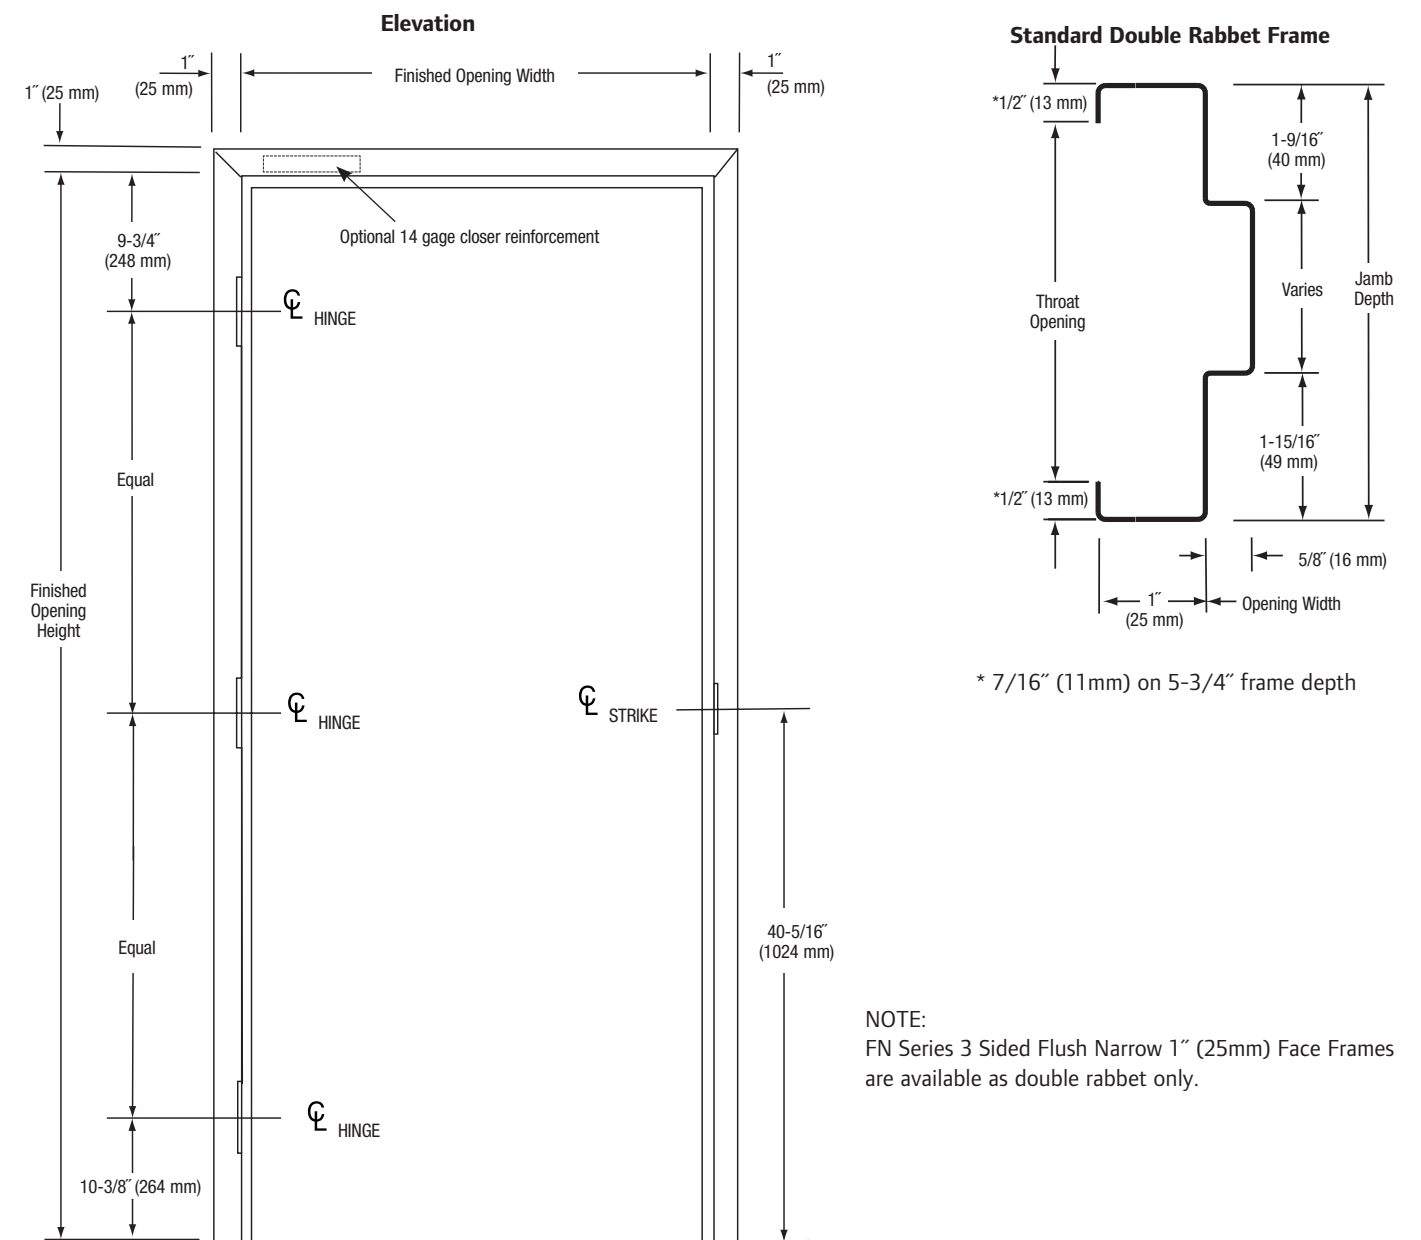 Elevation
1˝
(25 mm)
Finished Opening Width
1˝
(25 mm)
1˝ (25 mm)
9-3/4˝
(248 mm)
Optional 14 gage closer reinforcement
℄ HINGE
Equal
Finished
Opening
Height
℄ HINGE
℄ STRIKE
Equal
40-5/16˝
(1024 mm)
℄ HINGE
10-3/8˝ (264 mm)
Standard Double Rabbet Frame
*1/2˝ (13 mm)
1-9/16˝
(40 mm)
Throat
Opening
Varies
Jamb
Depth
1-15/16˝
(49 mm)
*1/2˝ (13 mm)
5/8˝ (16 mm)
1˝
(25 mm)
Opening Width
* 7/16˝ (11mm) on 5-3/4˝ frame depth
NOTE:
FN Series 3 Sided Flush Narrow 1˝ (25mm) Face Frames
are available as double rabbet only.